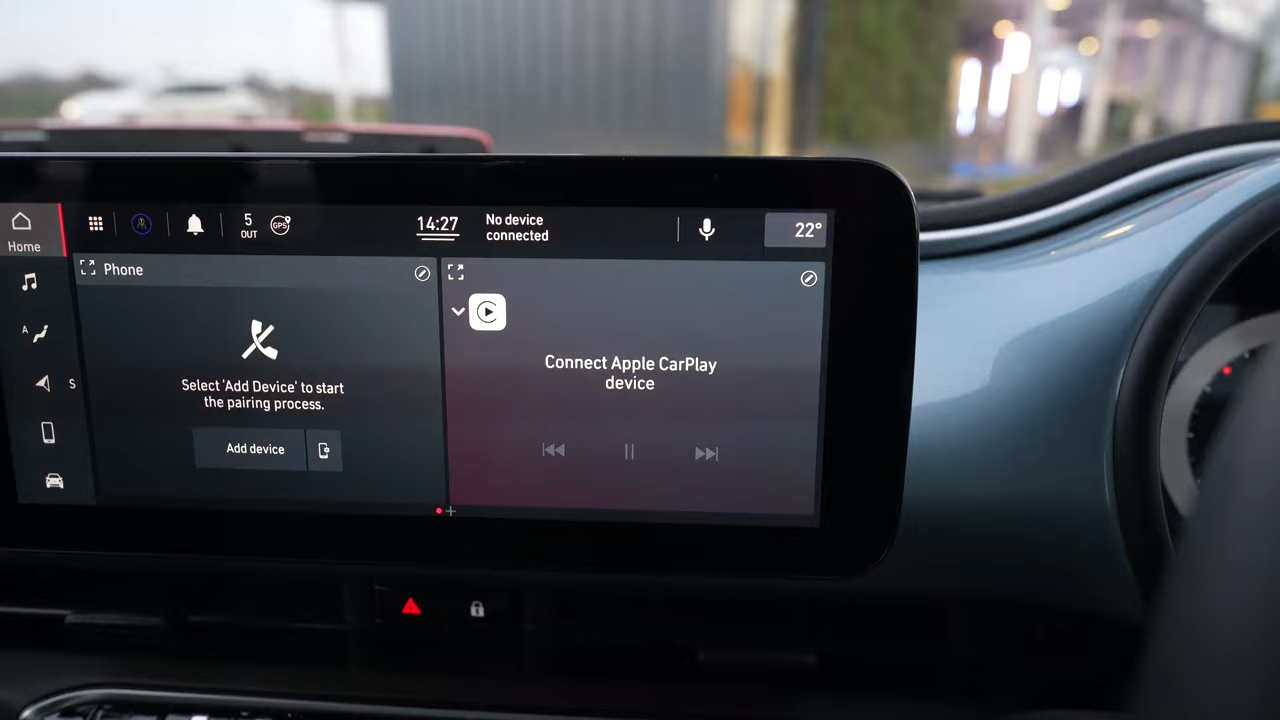 Home
5
OUT
GPS
14:27
No device
connected
22°
Phone
A
S
Select 'Add Device' to start
the pairing process.
Add device
Connect Apple CarPlay
device